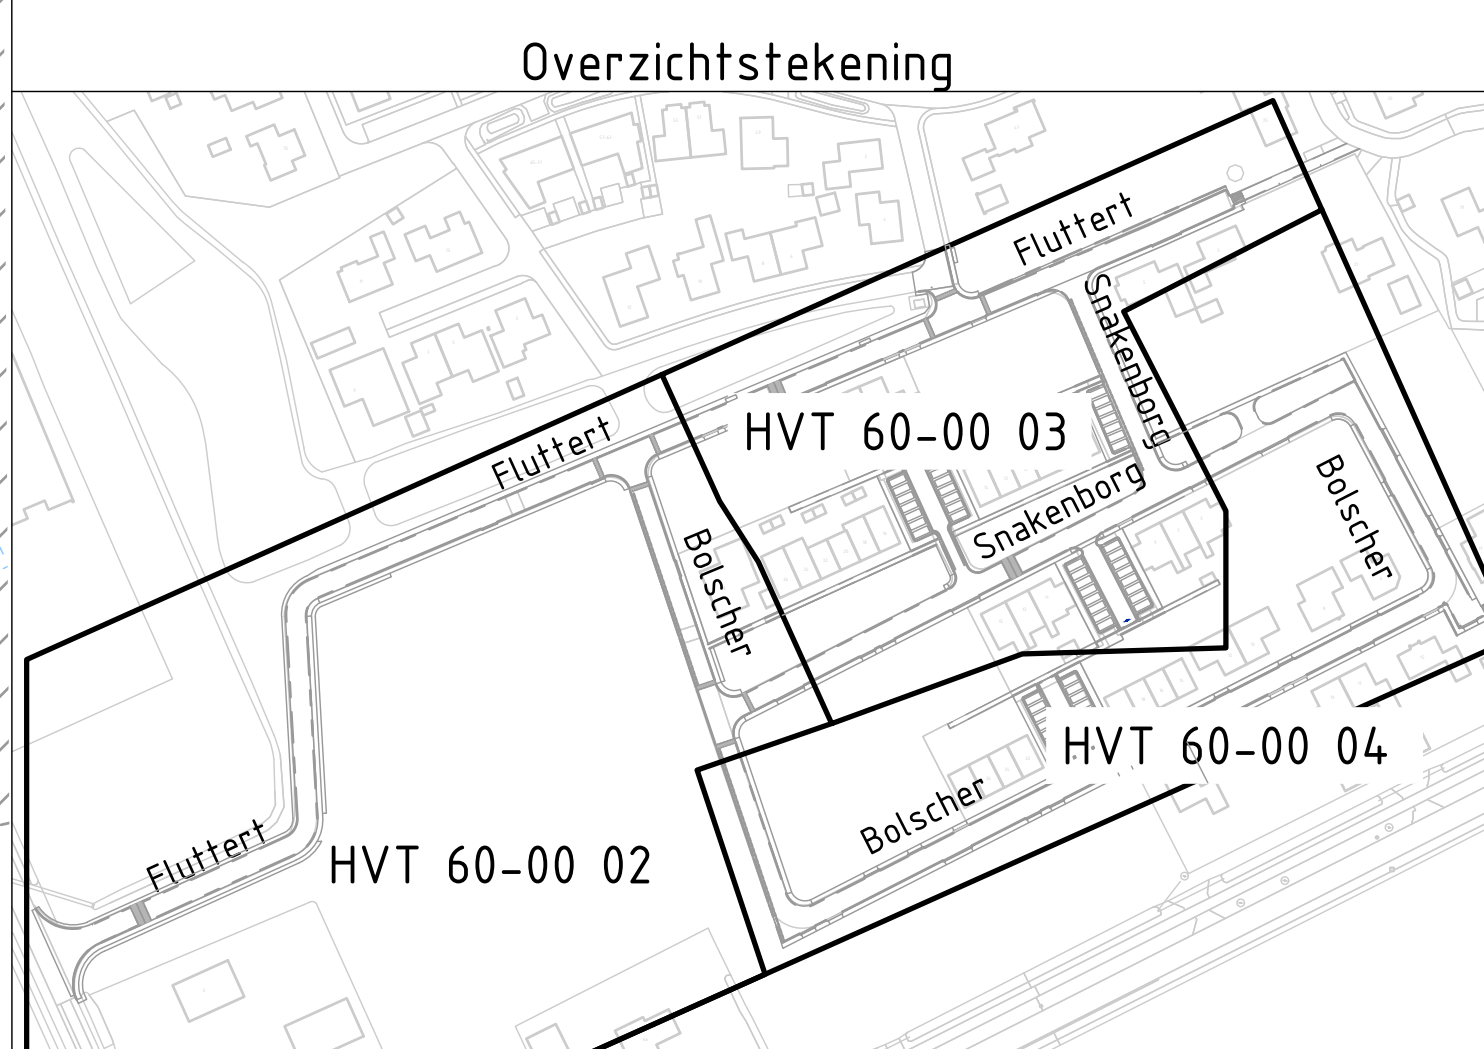 Overzichtstekening
Fluttert
Snakenborg
HVT 60-00 03
Fluttert
Snakenborg
Bolscher
Bolscher
HVT 60-00 04
Bolscher
Fluttert
HVT 60-00 02